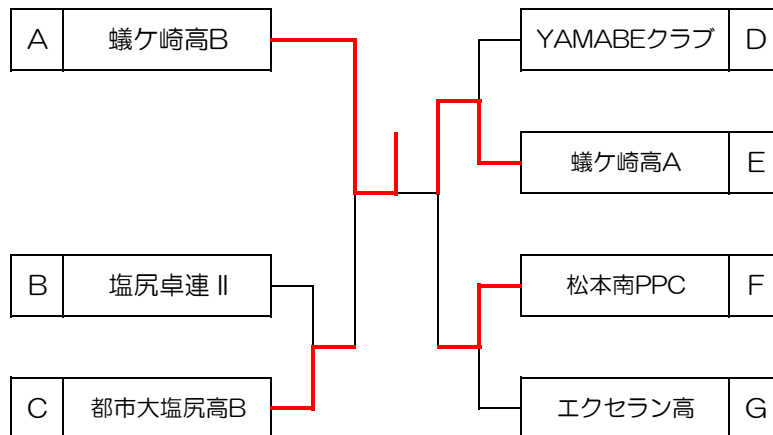 A 蟻ケ崎高B
B 塩尻卓連Ⅱ
C 都市大塩尻高B
YAMABEクラブ D
蟻ケ崎高A E
松本南PPC F
エクセラン高 G